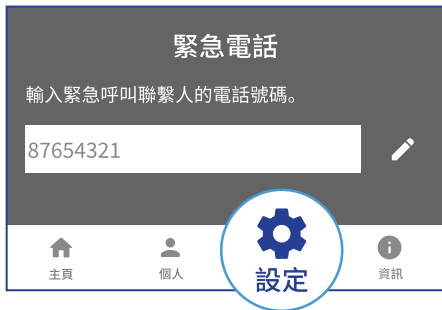 緊急電話
輸入緊急呼叫聯繫人的電話號碼。
87654321
主頁
個人
設定
資訊